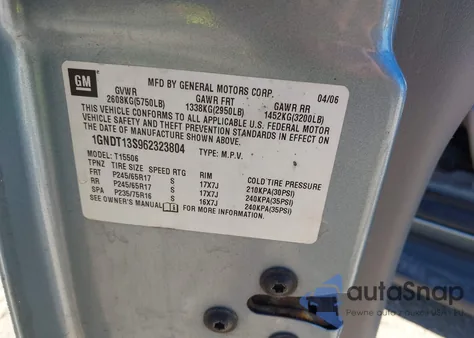 GM
MFD BY GENERAL MOTORS CORP. 04/06
GVWR GAWR FRT GAWR RR
2608KG(5750LB) 1338KG(2950LB) 1452KG(3200LB)
THIS VEHICLE CONFORMS TO ALL APPLICABLE U.S. FEDERAL MOTOR
VEHICLE SAFETY AND THEFT PREVENTION STANDARDS IN EFFECT ON
THE DATE OF MANUFACTURE SHOWN ABOVE.
1GNDT13S962323804 TYPE: M.P.V.
MODEL: T15506
TPNZ TIRE SIZE SPEED RTG RIM COLD TIRE PRESSURE
FRT P245/65R17 S 17X7J 210KPA(30PSI)
RR P245/65R17 S 17X7J 240KPA(35PSI)
SPA P235/75R16 S 16X7J 240KPA(35PSI)
SEE OWNER'S MANUAL FOR MORE INFORMATION.
autoSnap
Pewne auto z